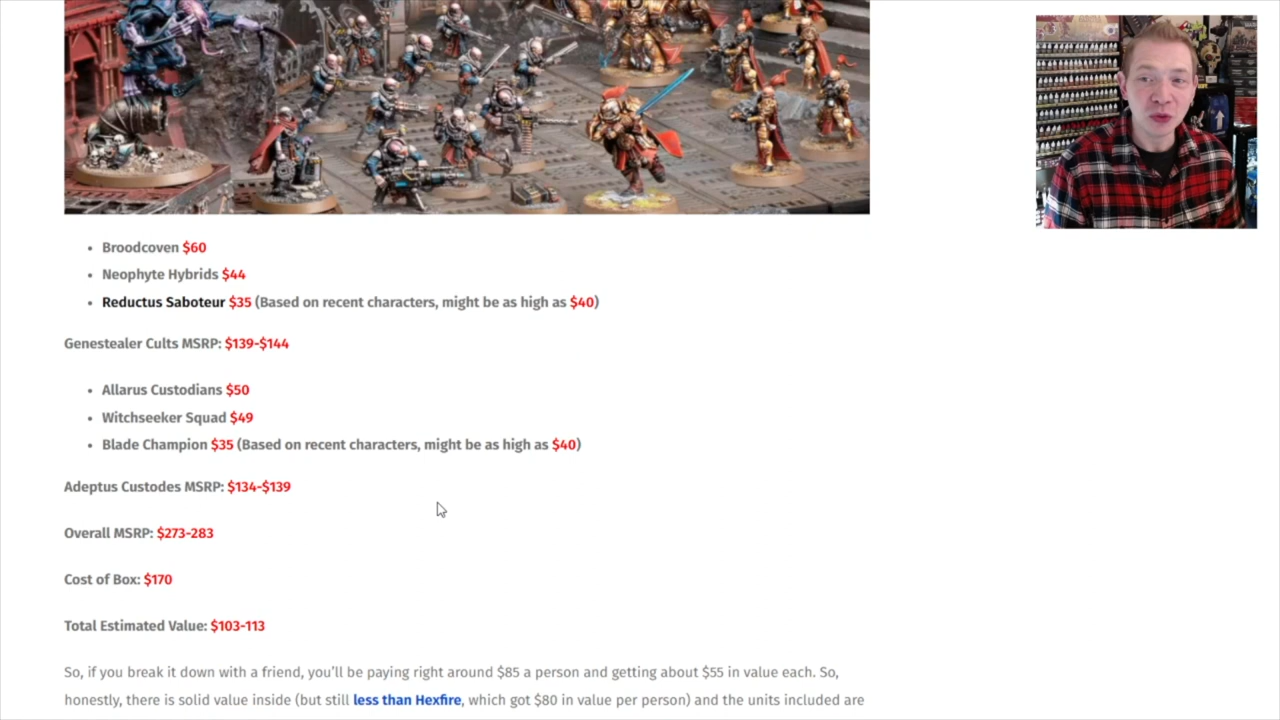 Broodcoven $60
Neophyte Hybrids $44
Reductus Saboteur $35 (Based on recent characters, might be as high as $40)
Genestealer Cults MSRP: $139-$144
Allarus Custodians $50
Witchseeker Squad $49
Blade Champion $35 (Based on recent characters, might be as high as $40)
Adeptus Custodes MSRP: $134-$139
Overall MSRP: $273-283
Cost of Box: $170
Total Estimated Value: $103-113
So, if you break it down with a friend, you’ll be paying right around $85 a person and getting about $55 in value each. So,
honestly, there is solid value inside (but still less than Hexfire, which got $80 in value per person) and the units included are